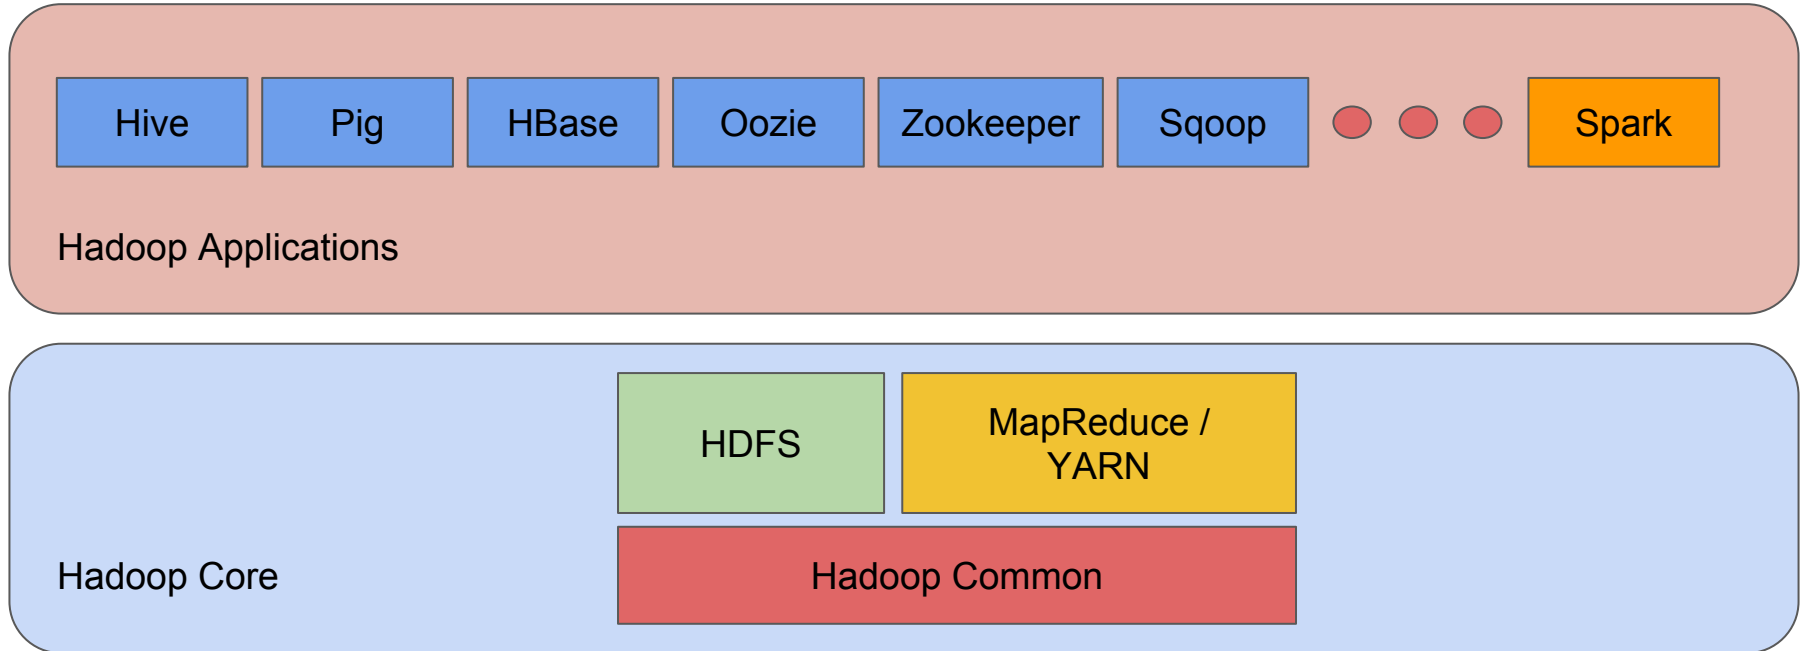 Hive
Pig
HBase
Oozie
Zookeeper
Sqoop
Spark
Hadoop Applications
HDFS
MapReduce /
YARN
Hadoop Core
Hadoop Common